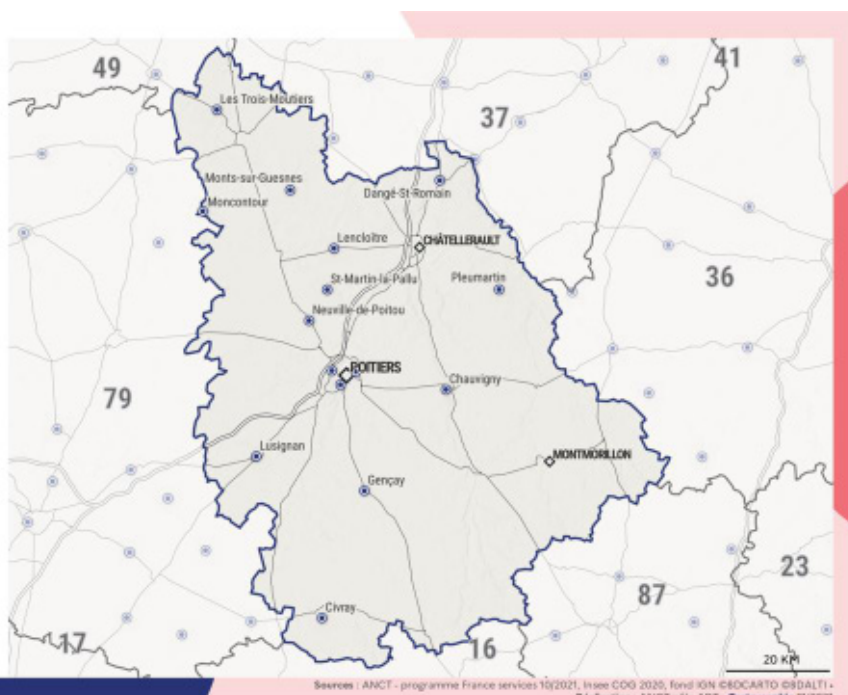 49
41
37
Les Trois-Moutiers
Monts-sur-Guesnes
Dangé-St-Romain
Moncontour
Lencloître
CHÂTELLERAULT
St-Martin-la-Pallu
Pleumartin
36
Neuville-de-Poitou
POITIERS
Chauvigny
79
Lusignan
MONTMORILLON
Gençay
23
87
Civray
17
16
20 KM
Sources : ANCT - programme France services 10/2021, Insee COG 2020, fond IGN ©BDCARTO ©BDALTI •